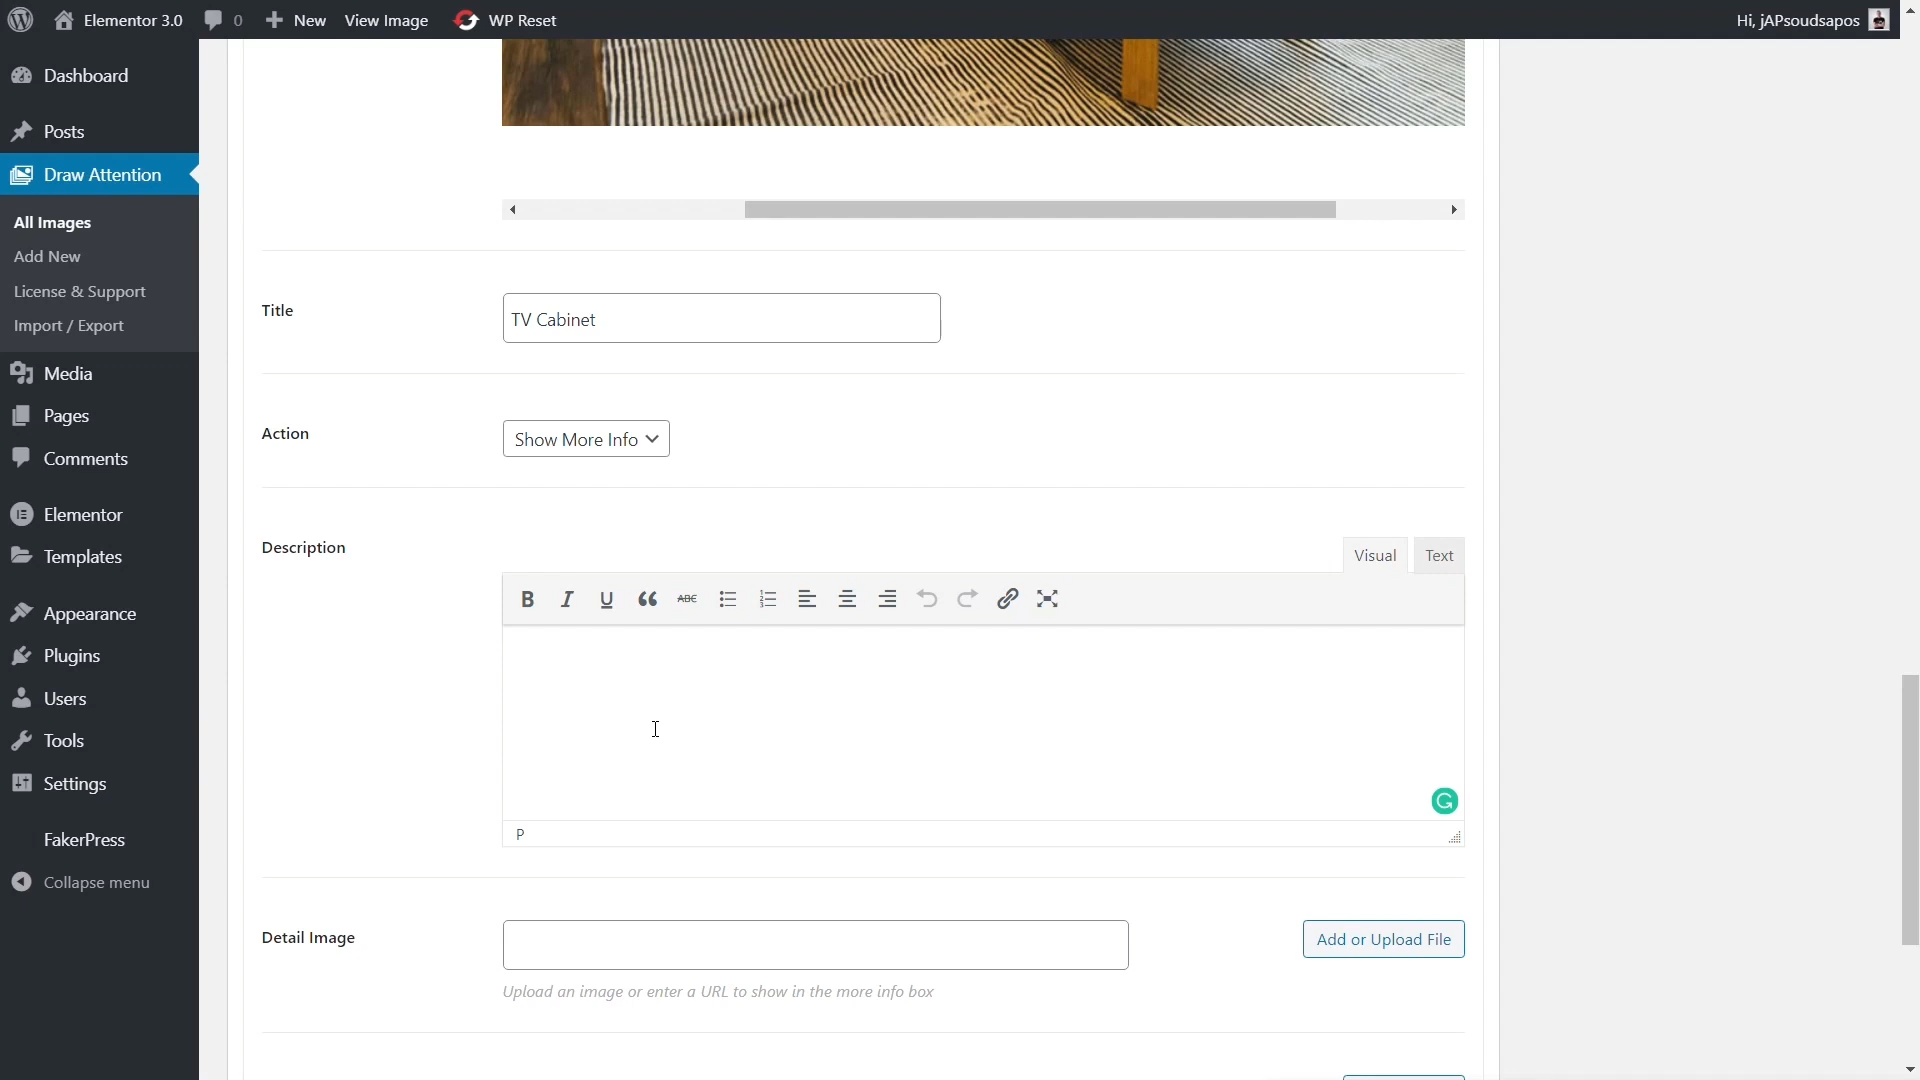 Elementor 3.0
0
New
View Image
WP Reset
Hi, jAPsoudsapos
Dashboard
Posts
Draw Attention
All Images
Add New
License & Support
Import / Export
Media
Pages
Comments
Elementor
Templates
Appearance
Plugins
Users
Tools
Settings
FakerPress
Collapse menu
Title
TV Cabinet
Action
Show More Info
Description
Visual
Text
B I U ABC
P
Detail Image
Add or Upload File
Upload an image or enter a URL to show in the more info box